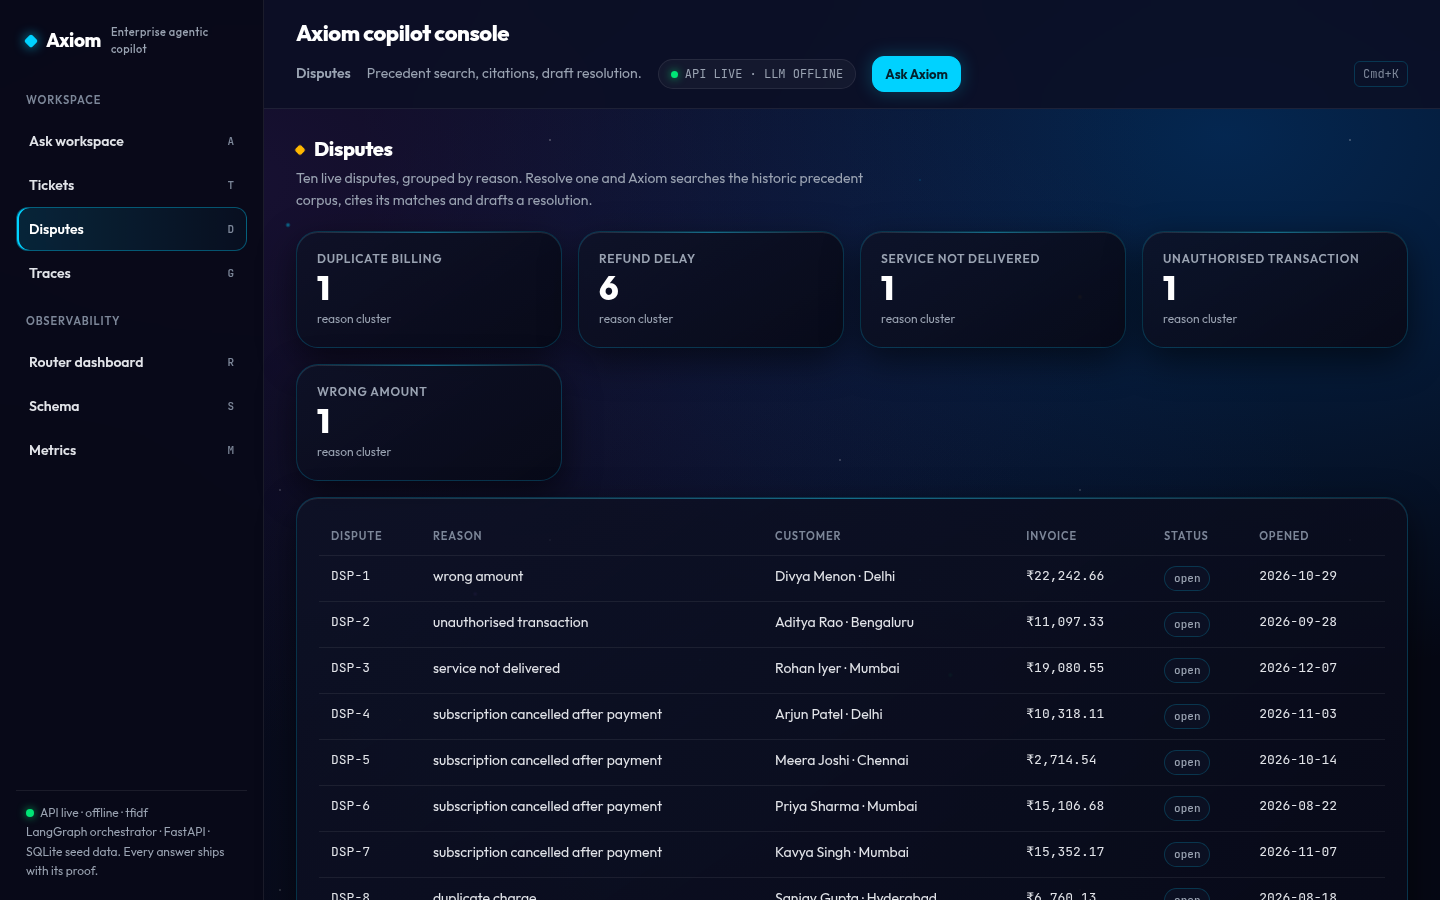 Axiom
Enterprise agentic
copilot
WORKSPACE
Ask workspace A
Tickets T
Disputes D
Traces G
OBSERVABILITY
Router dashboard R
Schema S
Metrics M
API live · offline · tfidf
LangGraph orchestrator · FastAPI ·
SQLite seed data. Every answer ships
with its proof.
Axiom copilot console
Disputes Precedent search, citations, draft resolution. API LIVE · LLM OFFLINE Ask Axiom Cmd+K
Disputes
Ten live disputes, grouped by reason. Resolve one and Axiom searches the historic precedent
corpus, cites its matches and drafts a resolution.
DUPLICATE BILLING
1
reason cluster
REFUND DELAY
6
reason cluster
SERVICE NOT DELIVERED
1
reason cluster
UNAUTHORISED TRANSACTION
1
reason cluster
WRONG AMOUNT
1
reason cluster
DISPUTE REASON CUSTOMER INVOICE STATUS OPENED
DSP-1 wrong amount Divya Menon · Delhi ₹22,242.66 open 2026-10-29
DSP-2 unauthorised transaction Aditya Rao · Bengaluru ₹11,097.33 open 2026-09-28
DSP-3 service not delivered Rohan Iyer · Mumbai ₹19,080.55 open 2026-12-07
DSP-4 subscription cancelled after payment Arjun Patel · Delhi ₹10,318.11 open 2026-11-03
DSP-5 subscription cancelled after payment Meera Joshi · Chennai ₹2,714.54 open 2026-10-14
DSP-6 subscription cancelled after payment Priya Sharma · Mumbai ₹15,106.68 open 2026-08-22
DSP-7 subscription cancelled after payment Kavya Singh · Mumbai ₹15,352.17 open 2026-11-07
DSP-8 duplicate charge Sanjay Gupta · Hyderabad ₹6,760.13 open 2026-08-18